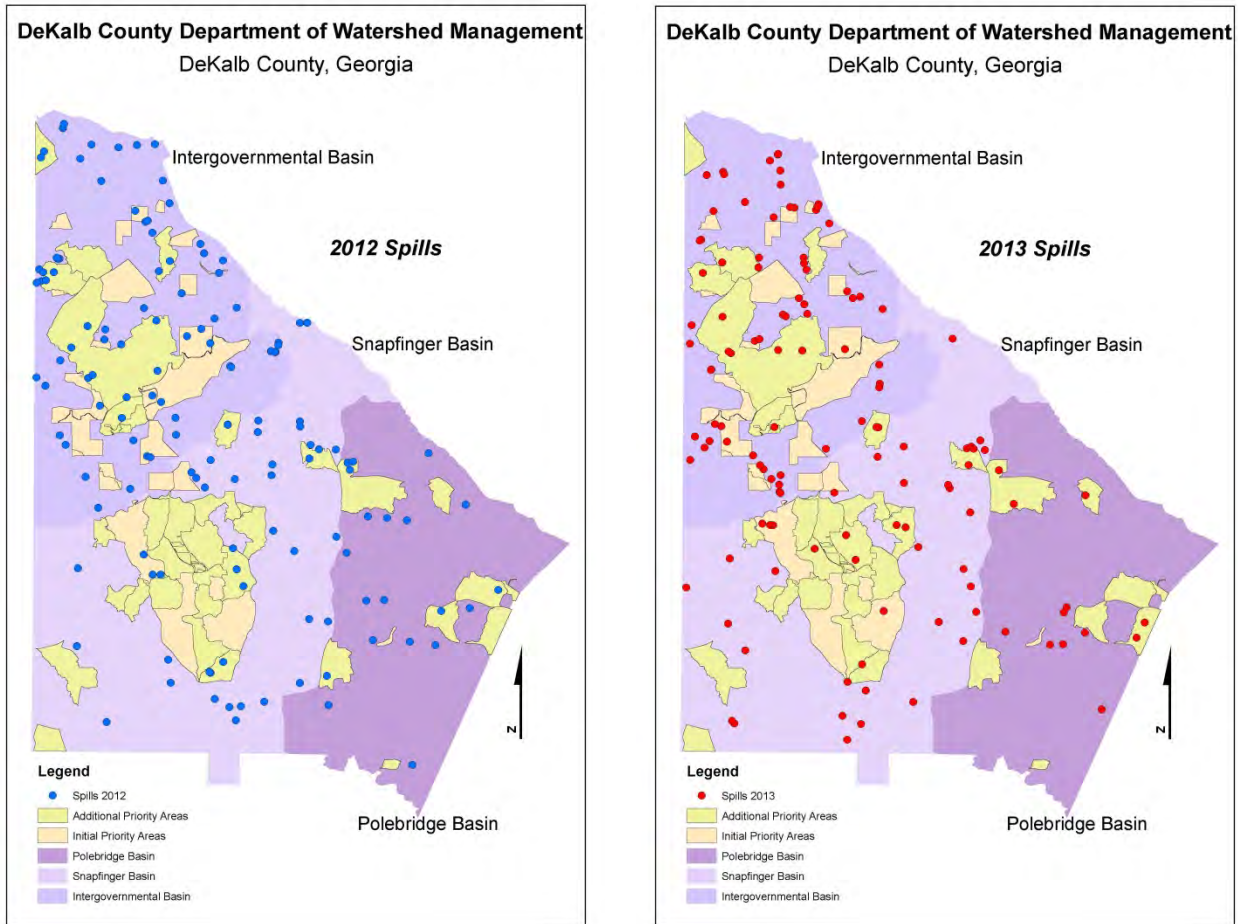 DeKalb County Department of Watershed Management
DeKalb County, Georgia
Intergovernmental Basin
2012 Spills
Snapfinger Basin
N
Legend
Spills 2012
Additional Priority Areas
Initial Priority Areas
Polebridge Basin
Snapfinger Basin
Intergovernmental Basin
Polebridge Basin
DeKalb County Department of Watershed Management
DeKalb County, Georgia
Intergovernmental Basin
2013 Spills
Snapfinger Basin
N
Legend
Spills 2013
Additional Priority Areas
Initial Priority Areas
Polebridge Basin
Snapfinger Basin
Intergovernmental Basin
Polebridge Basin